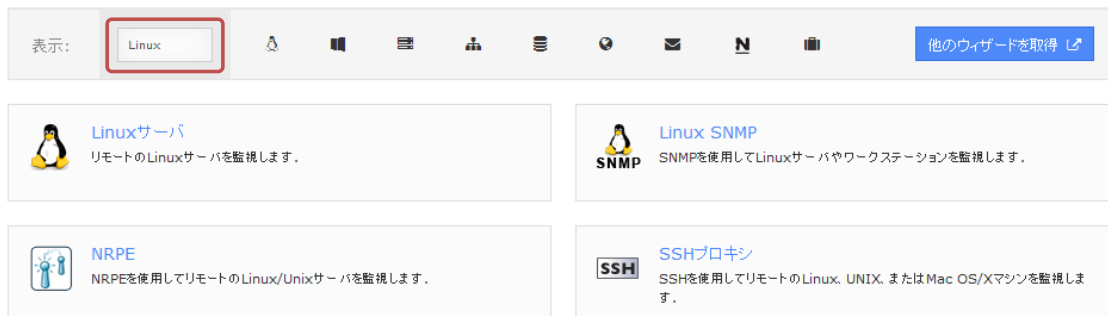 表示:
Linux
N
他のウィザードを取得
Linuxサーバ
リモートのLinuxサーバを監視します.
SNMP
Linux SNMP
SNMPを使用してLinuxサーバやワークステーションを監視します.
NRPE
NRPEを使用してリモートのLinux/Unixサーバを監視します.
SSH
SSHプロキシ
SSHを使用してリモートのLinux、UNIX、またはMac OS/Xマシンを監視しま
す.